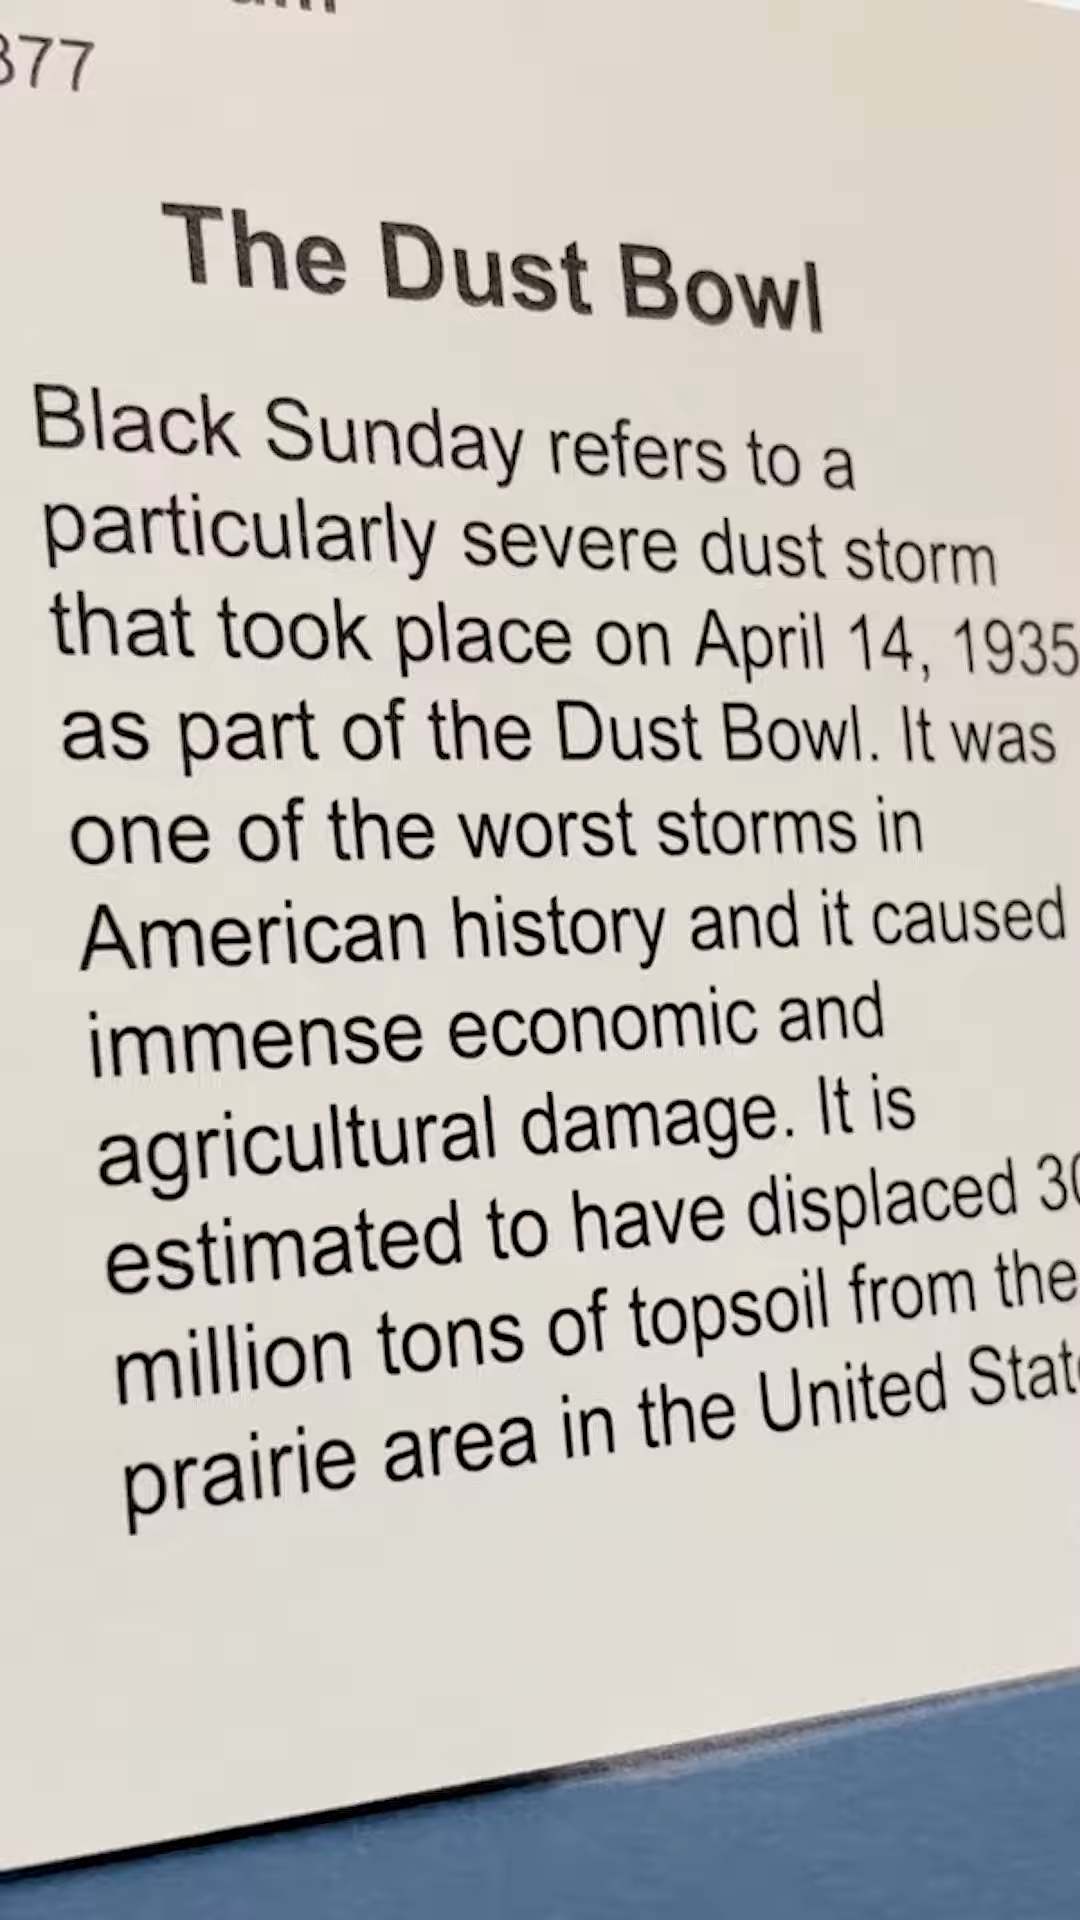 377
The Dust Bowl
Black Sunday refers to a
particularly severe dust storm
that took place on April 14, 1935
as part of the Dust Bowl. It was
one of the worst storms in
American history and it caused
immense economic and
agricultural damage. It is
estimated to have displaced 30
million tons of topsoil from the
prairie area in the United